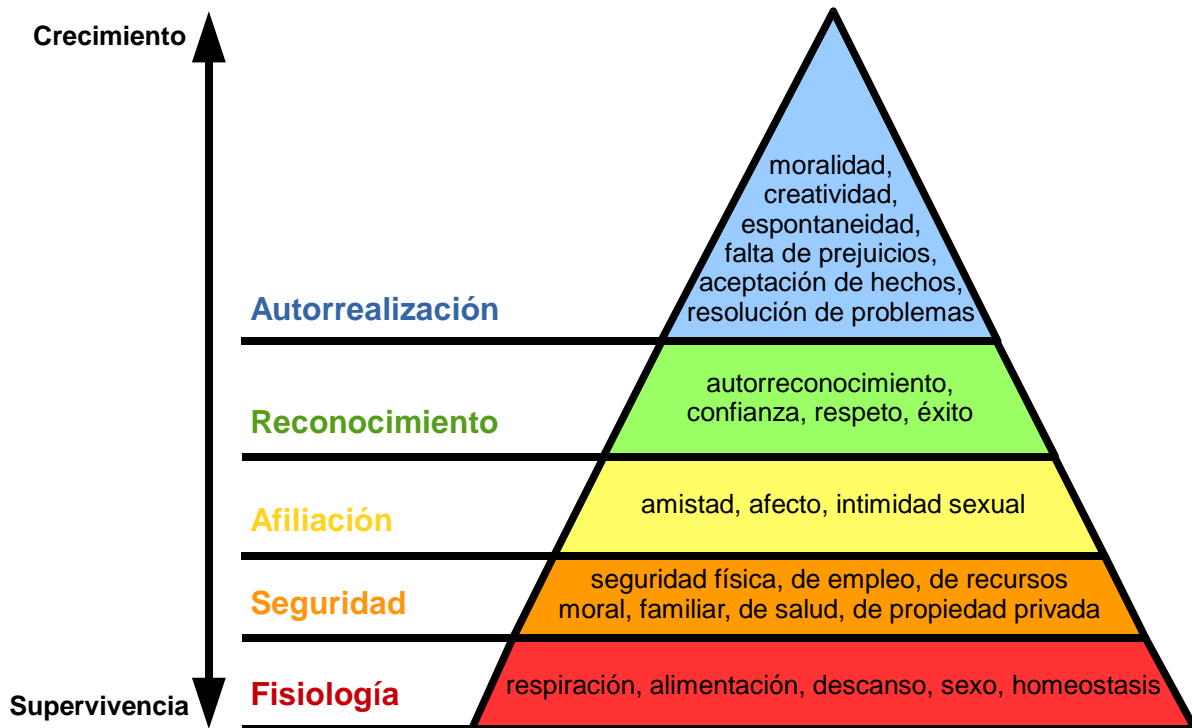 Crecimiento
moralidad,
creatividad,
espontaneidad,
falta de prejuicios,
aceptación de hechos,
resolución de problemas
Autorrealización
autorreconocimiento,
confianza, respeto, éxito
Reconocimiento
amistad, afecto, intimidad sexual
Afiliación
seguridad física, de empleo, de recursos
moral, familiar, de salud, de propiedad privada
Seguridad
respiración, alimentación, descanso, sexo, homeostasis
Fisiología
Supervivencia